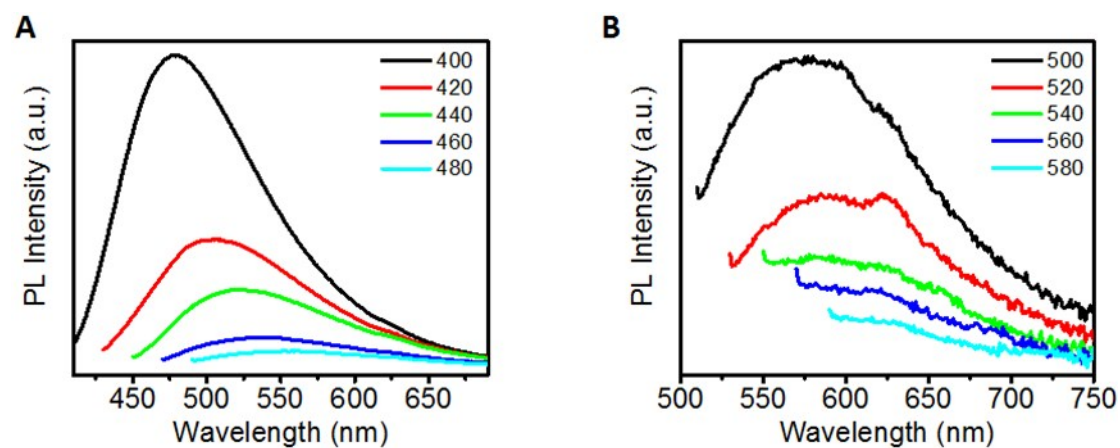 A
PL Intensity (a.u.)
400
420
440
460
480
450 500 550 600 650
Wavelength (nm)
B
PL Intensity (a.u.)
500
520
540
560
580
500 550 600 650 700 750
Wavelength (nm)